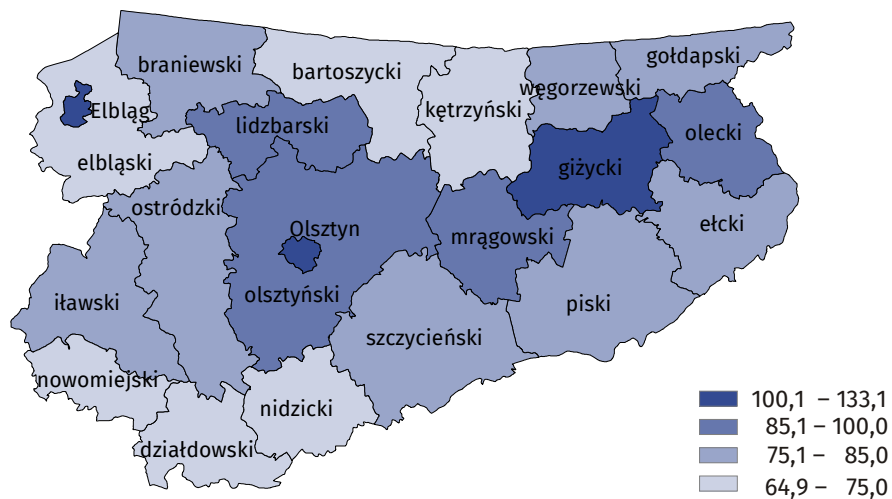 gołdapski
braniewski
bartoszycki
węgorzewski
kętrzyński
Elbląg
lidzbarski
olecki
elbląski
giżycki
ostródzki
Olsztyn
mrągowski
ełcki
olsztyński
iławski
piski
szczycieński
nowomiejski
nidzicki
działdowski
100,1 – 133,1
85,1 – 100,0
75,1 – 85,0
64,9 – 75,0